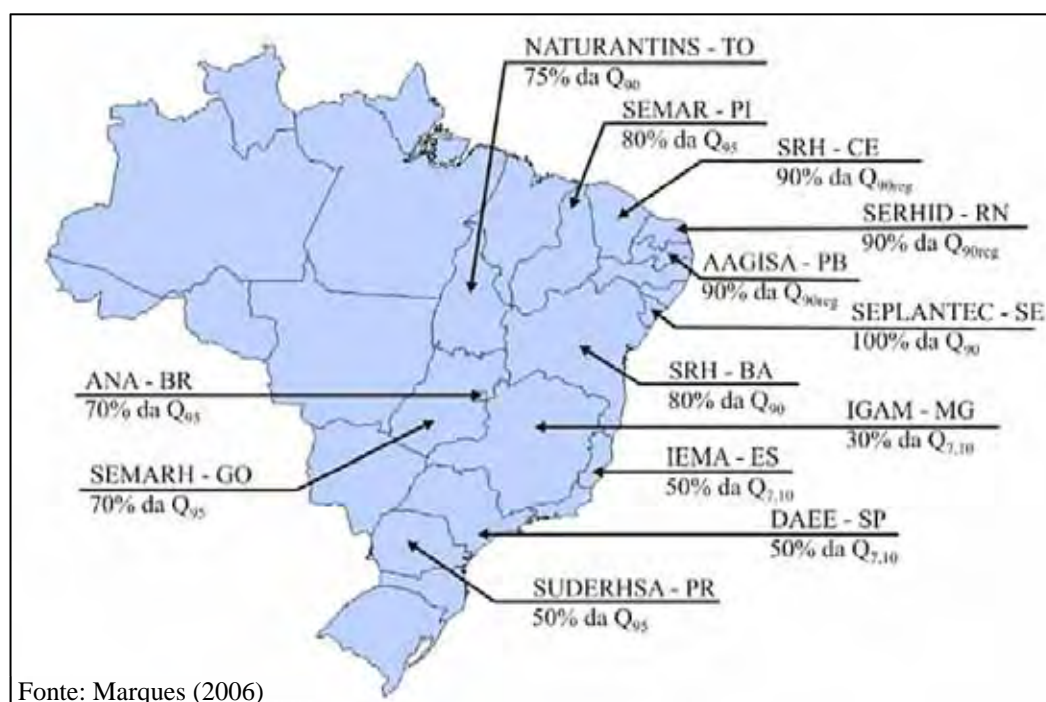 NATURANTINS - TO
75% da Q90
SEMAR - PI
80% da Q95
SRH - CE
90% da Q90reg
SERHID - RN
90% da Q90reg
AAGISA - PB
90% da Q90reg
SEPLANTEC - SE
100% da Q90
ANA - BR
70% da Q95
SRH - BA
80% da Q90
IGAM - MG
30% da Q7,10
SEMARH - GO
70% da Q95
IEMA - ES
50% da Q7,10
DAEE - SP
50% da Q7,10
SUDERHSA - PR
50% da Q95
Fonte: Marques (2006)